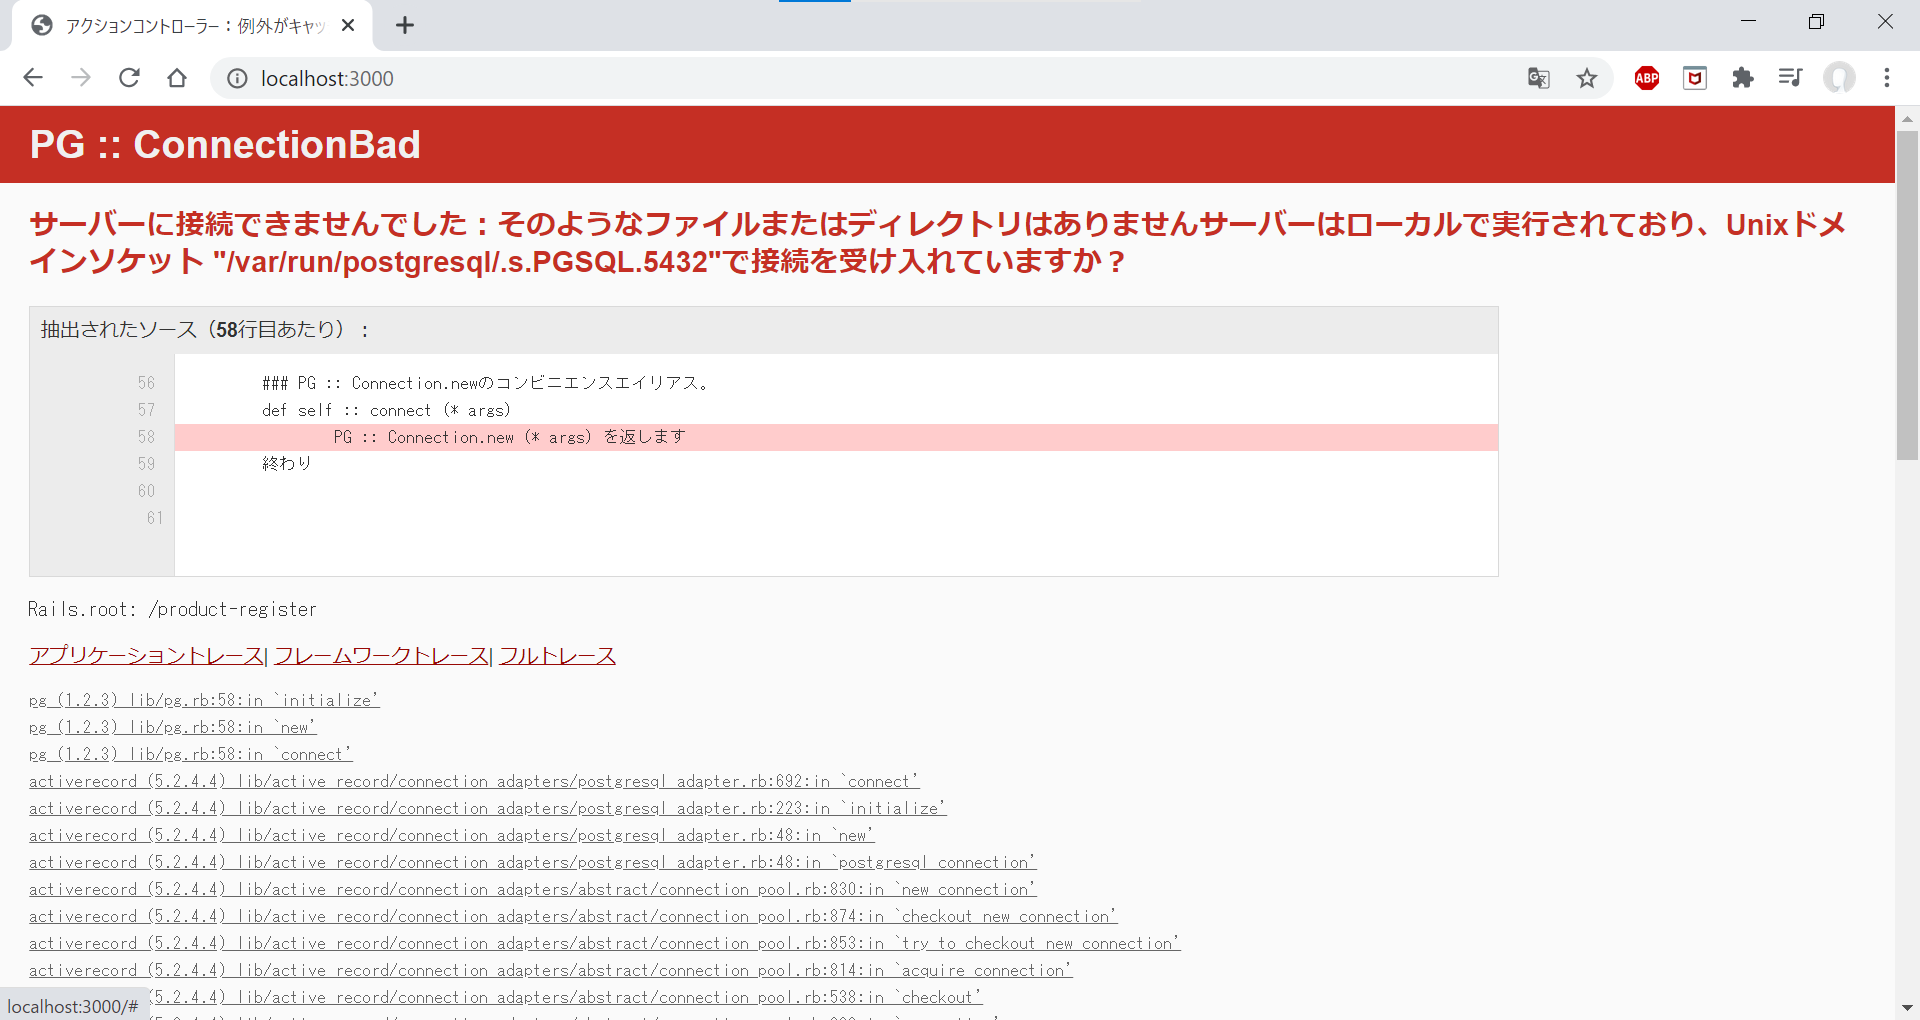 アクションコントローラー：例外がキャッ
localhost:3000
ABP
PG :: ConnectionBad
サーバーに接続できませんでした：そのようなファイルまたはディレクトリはありませんサーバーはローカルで実行されており、Unixドメ
インソケット "/var/run/postgresql/.s.PGSQL.5432"で接続を受け入れていますか？
抽出されたソース（58行目あたり）：
56 ### PG :: Connection.newのコンビニエンスエイリアス。
57 def self :: connect (* args)
58 PG :: Connection.new (* args) を返します
59 終わり
60
61
Rails.root: /product-register
アプリケーショントレース| フレームワークトレース| フルトレース
pg (1.2.3) lib/pg.rb:58:in `initialize'
pg (1.2.3) lib/pg.rb:58:in `new'
pg (1.2.3) lib/pg.rb:58:in `connect'
activerecord (5.2.4.4) lib/active_record/connection_adapters/postgresql_adapter.rb:692:in `connect'
activerecord (5.2.4.4) lib/active_record/connection_adapters/postgresql_adapter.rb:223:in `initialize'
activerecord (5.2.4.4) lib/active_record/connection_adapters/postgresql_adapter.rb:48:in `new'
activerecord (5.2.4.4) lib/active_record/connection_adapters/postgresql_adapter.rb:48:in `postgresql_connection'
activerecord (5.2.4.4) lib/active_record/connection_adapters/abstract/connection_pool.rb:830:in `new_connection'
activerecord (5.2.4.4) lib/active_record/connection_adapters/abstract/connection_pool.rb:874:in `checkout_new_connection'
activerecord (5.2.4.4) lib/active_record/connection_adapters/abstract/connection_pool.rb:853:in `try_to_checkout_new_connection'
activerecord (5.2.4.4) lib/active_record/connection_adapters/abstract/connection_pool.rb:814:in `acquire_connection'
(5.2.4.4) lib/active_record/connection_adapters/abstract/connection_pool.rb:538:in `checkout'
localhost:3000/#